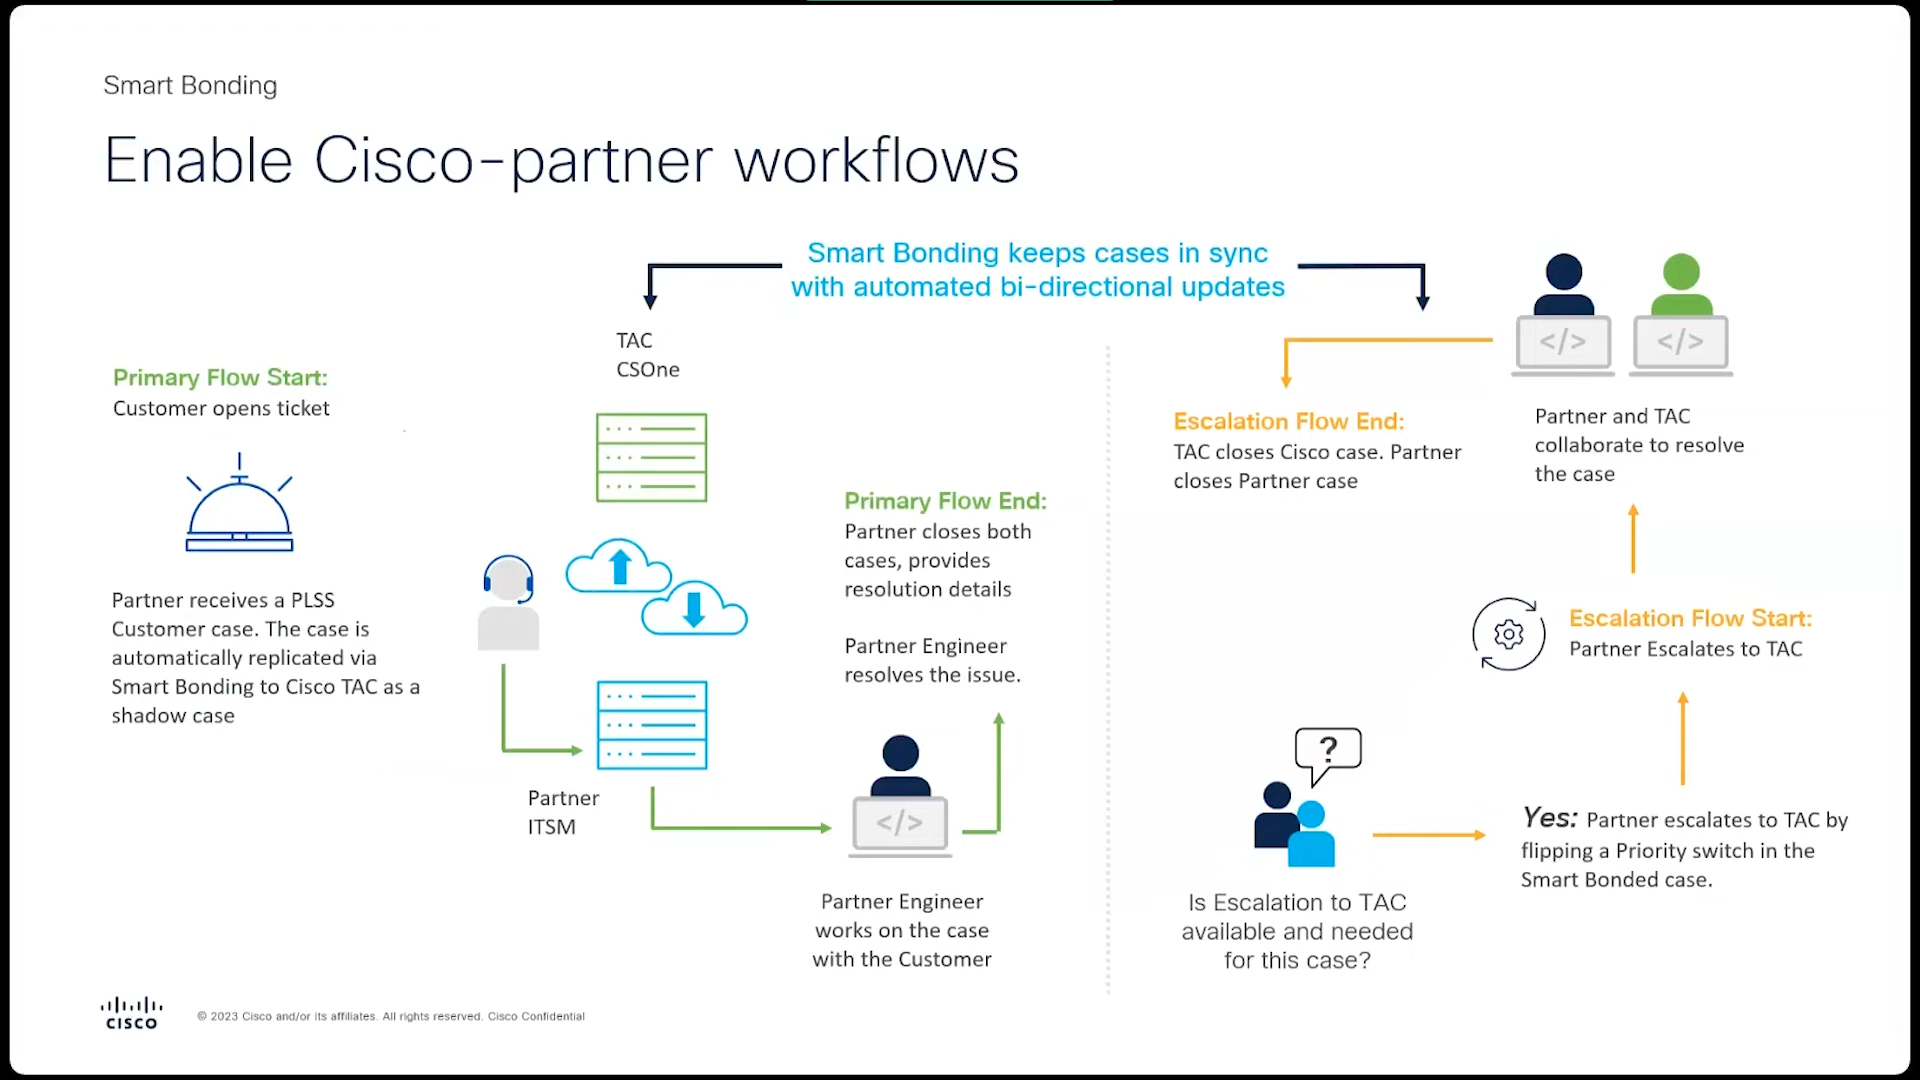 Smart Bonding
Enable Cisco-partner workflows
Smart Bonding keeps cases in sync
with automated bi-directional updates
TAC
CSOne
Primary Flow Start:
Customer opens ticket
Partner receives a PLSS
Customer case. The case is
automatically replicated via
Smart Bonding to Cisco TAC as a
shadow case
Partner
ITSM
Primary Flow End:
Partner closes both
cases, provides
resolution details
Partner Engineer
resolves the issue.
</>
Partner Engineer
works on the case
with the Customer
</>
</>
Escalation Flow End:
TAC closes Cisco case. Partner
closes Partner case
Partner and TAC
collaborate to resolve
the case
Escalation Flow Start:
Partner Escalates to TAC
?
Is Escalation to TAC
available and needed
for this case?
Yes: Partner escalates to TAC by
flipping a Priority switch in the
Smart Bonded case.
CISCO
© 2023 Cisco and/or its affiliates. All rights reserved. Cisco Confidential